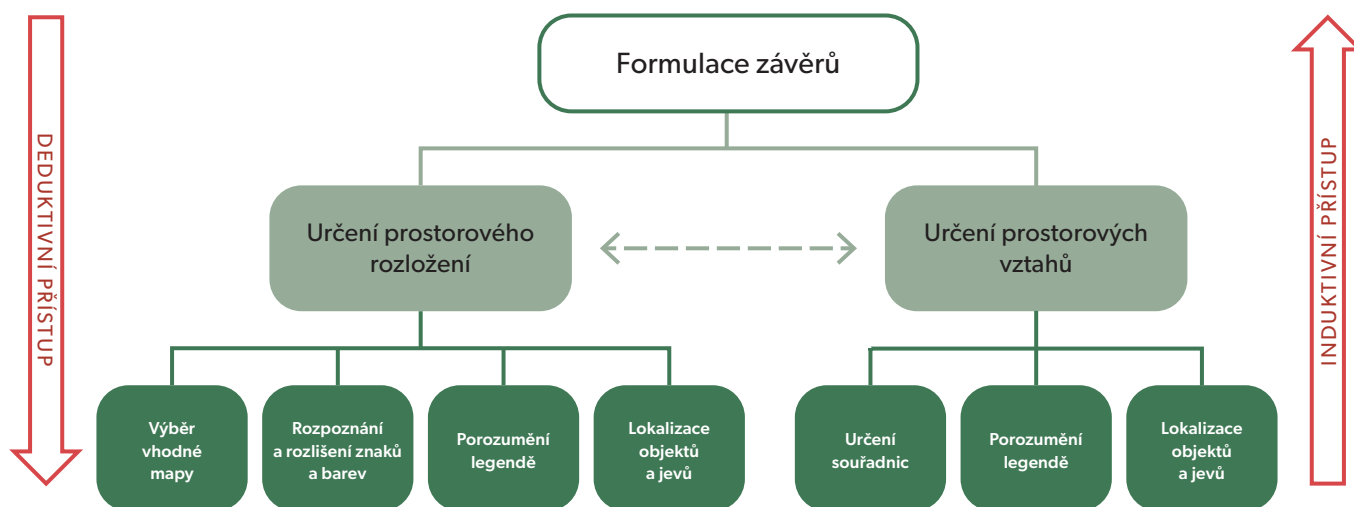 Formulace závěrů
DEDUKTIVNÍ PŘÍSTUP
INDUKTIVNÍ PŘÍSTUP
Určení prostorového
rozložení
Určení prostorových
vztahů
Výběr
vhodné
mapy
Rozpoznání
a rozlišení znaků
a barev
Porozumění
legendě
Lokalizace
objektů
a jevů
Určení
souřadnic
Porozumění
legendě
Lokalizace
objektů
a jevů